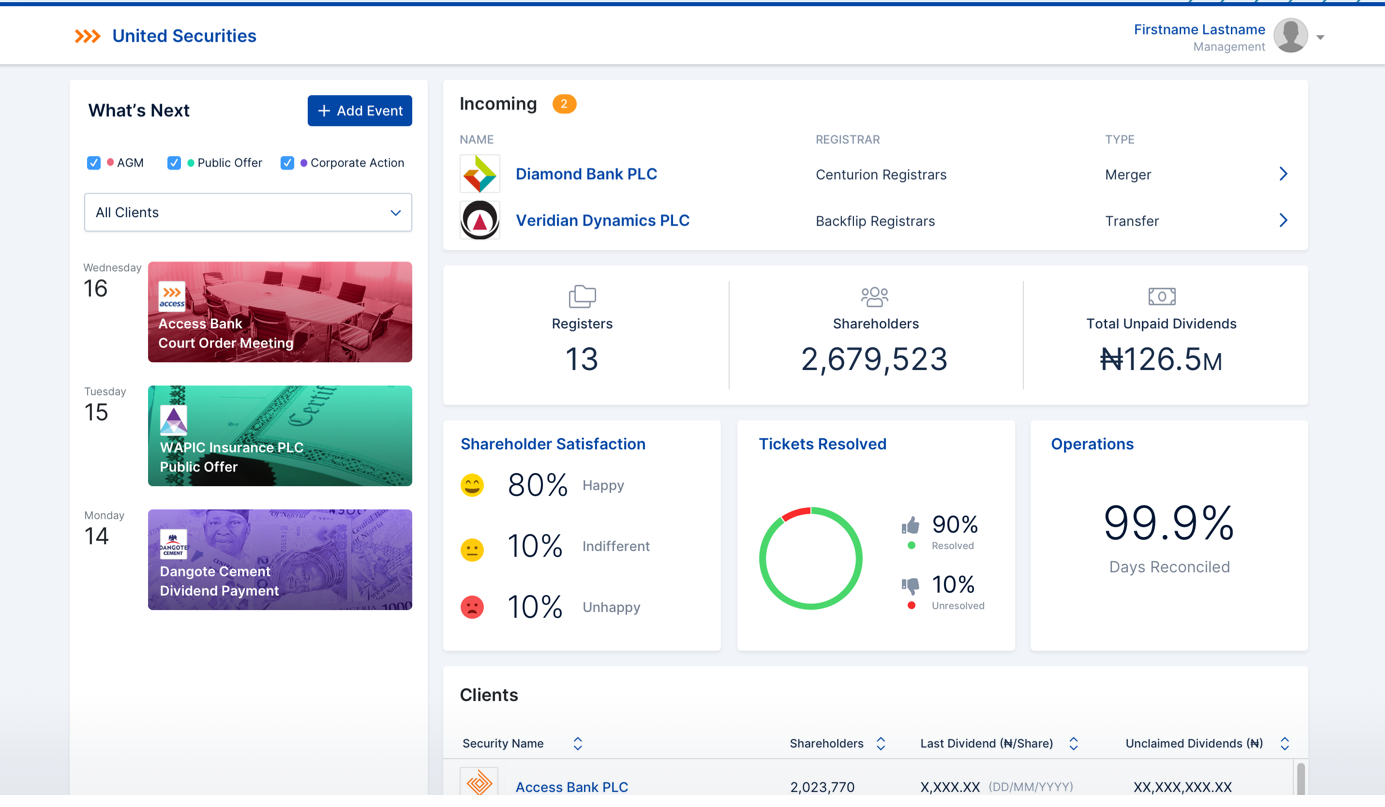 United Securities
Firstname Lastname
Management
What’s Next
+ Add Event
AGM
Public Offer
Corporate Action
All Clients
Wednesday
16
access
Access Bank
Court Order Meeting
Tuesday
15
Certif
WAPIC Insurance PLC
Public Offer
Monday
14
DANGOTE
CEMENT
Dangote Cement
Dividend Payment
1000
Incoming 2
NAME REGISTRAR TYPE
Diamond Bank PLC Centurion Registrars Merger
Veridian Dynamics PLC Backflip Registrars Transfer
Registers
13
Shareholders
2,679,523
Total Unpaid Dividends
₦126.5M
Shareholder Satisfaction
80% Happy
10% Indifferent
10% Unhappy
Tickets Resolved
90%
Resolved
10%
Unresolved
Operations
99.9%
Days Reconciled
Clients
Security Name Shareholders Last Dividend (₦/Share) Unclaimed Dividends (₦)
Access Bank PLC 2,023,770 X,XXX.XX (DD/MM/YYYY) XX,XXX,XXX.XX